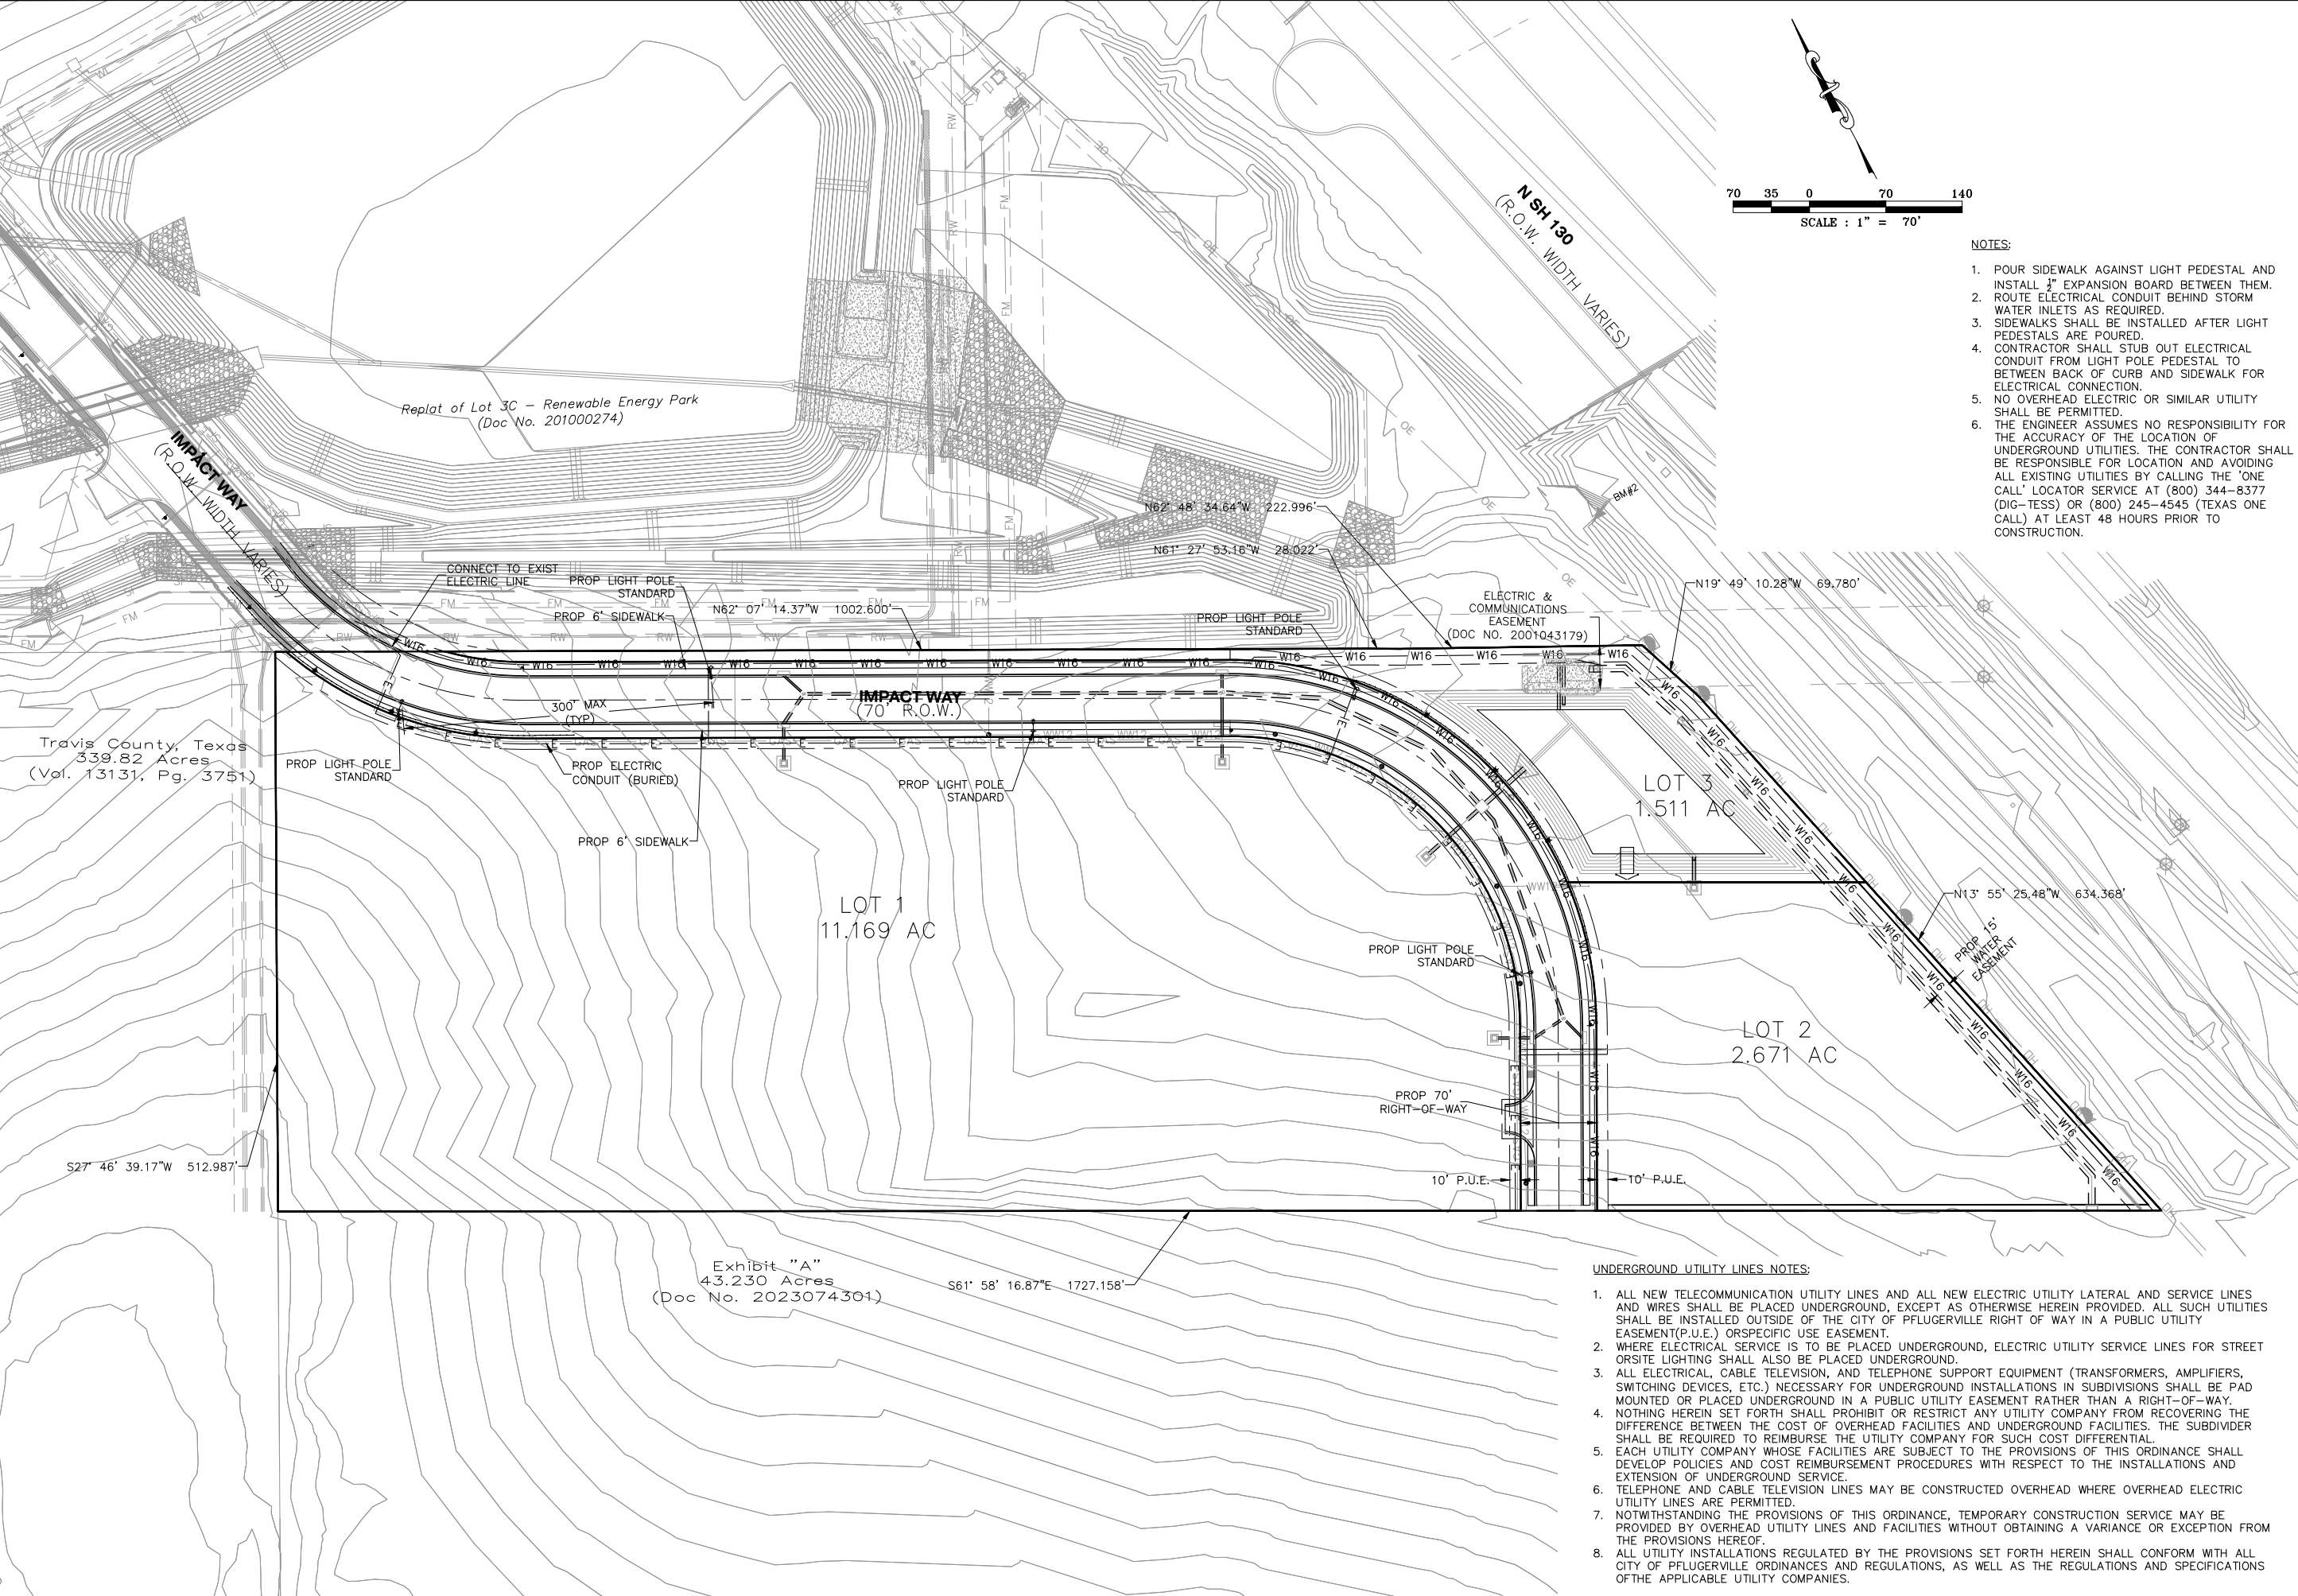 70 35 0 70 140
SCALE : 1" = 70'
N SH 130
(R.O.W. WIDTH VARIES)
NOTES:
1. POUR SIDEWALK AGAINST LIGHT PEDESTAL AND
INSTALL ½" EXPANSION BOARD BETWEEN THEM.
2. ROUTE ELECTRICAL CONDUIT BEHIND STORM
WATER INLETS AS REQUIRED.
3. SIDEWALKS SHALL BE INSTALLED AFTER LIGHT
PEDESTALS ARE POURED.
4. CONTRACTOR SHALL STUB OUT ELECTRICAL
CONDUIT FROM LIGHT POLE PEDESTAL TO
BETWEEN BACK OF CURB AND SIDEWALK FOR
ELECTRICAL CONNECTION.
5. NO OVERHEAD ELECTRIC OR SIMILAR UTILITY
SHALL BE PERMITTED.
6. THE ENGINEER ASSUMES NO RESPONSIBILITY FOR
THE ACCURACY OF THE LOCATION OF
UNDERGROUND UTILITIES. THE CONTRACTOR SHALL
BE RESPONSIBLE FOR LOCATION AND AVOIDING
ALL EXISTING UTILITIES BY CALLING THE 'ONE
CALL' LOCATOR SERVICE AT (800) 344-8377
(DIG-TESS) OR (800) 245-4545 (TEXAS ONE
CALL) AT LEAST 48 HOURS PRIOR TO
CONSTRUCTION.
Replat of Lot 3C - Renewable Energy Park
(Doc No. 201000274)
IMPACT WAY
(R.O.W. WIDTH VARIES)
BM#2
N62° 48' 34.64"W 222.996'
N61° 27' 53.16"W 28.022'
CONNECT TO EXIST
ELECTRIC LINE
PROP LIGHT POLE
STANDARD
PROP 6' SIDEWALK
N62° 07' 14.37"W 1002.600'
PROP LIGHT POLE
STANDARD
ELECTRIC &
COMMUNICATIONS
EASEMENT
(DOC NO. 2001043179)
N19° 49' 10.28"W 69.780'
IMPACT WAY
(70' R.O.W.)
300' MAX
(TYP)
Travis County, Texas
339.82 Acres
(Vol. 13131, Pg. 3751)
PROP LIGHT POLE
STANDARD
PROP ELECTRIC
CONDUIT (BURIED)
PROP LIGHT POLE
STANDARD
PROP 6' SIDEWALK
LOT 3
1.511 AC
LOT 1
11.169 AC
N13° 55' 25.48"W 634.368'
PROP 15'
WATER
EASEMENT
PROP LIGHT POLE
STANDARD
LOT 2
2.671 AC
PROP 70'
RIGHT-OF-WAY
S27° 46' 39.17"W 512.987'
10' P.U.E.
10' P.U.E.
Exhibit "A"
43.230 Acres
(Doc No. 2023074301)
S61° 58' 16.87"E 1727.158'
UNDERGROUND UTILITY LINES NOTES:
1. ALL NEW TELECOMMUNICATION UTILITY LINES AND ALL NEW ELECTRIC UTILITY LATERAL AND SERVICE LINES
AND WIRES SHALL BE PLACED UNDERGROUND, EXCEPT AS OTHERWISE HEREIN PROVIDED. ALL SUCH UTILITIES
SHALL BE INSTALLED OUTSIDE OF THE CITY OF PFLUGERVILLE RIGHT OF WAY IN A PUBLIC UTILITY
EASEMENT(P.U.E.) ORSPECIFIC USE EASEMENT.
2. WHERE ELECTRICAL SERVICE IS TO BE PLACED UNDERGROUND, ELECTRIC UTILITY SERVICE LINES FOR STREET
ORSITE LIGHTING SHALL ALSO BE PLACED UNDERGROUND.
3. ALL ELECTRICAL, CABLE TELEVISION, AND TELEPHONE SUPPORT EQUIPMENT (TRANSFORMERS, AMPLIFIERS,
SWITCHING DEVICES, ETC.) NECESSARY FOR UNDERGROUND INSTALLATIONS IN SUBDIVISIONS SHALL BE PAD
MOUNTED OR PLACED UNDERGROUND IN A PUBLIC UTILITY EASEMENT RATHER THAN A RIGHT-OF-WAY.
4. NOTHING HEREIN SET FORTH SHALL PROHIBIT OR RESTRICT ANY UTILITY COMPANY FROM RECOVERING THE
DIFFERENCE BETWEEN THE COST OF OVERHEAD FACILITIES AND UNDERGROUND FACILITIES. THE SUBDIVIDER
SHALL BE REQUIRED TO REIMBURSE THE UTILITY COMPANY FOR SUCH COST DIFFERENTIAL.
5. EACH UTILITY COMPANY WHOSE FACILITIES ARE SUBJECT TO THE PROVISIONS OF THIS ORDINANCE SHALL
DEVELOP POLICIES AND COST REIMBURSEMENT PROCEDURES WITH RESPECT TO THE INSTALLATIONS AND
EXTENSION OF UNDERGROUND SERVICE.
6. TELEPHONE AND CABLE TELEVISION LINES MAY BE CONSTRUCTED OVERHEAD WHERE OVERHEAD ELECTRIC
UTILITY LINES ARE PERMITTED.
7. NOTWITHSTANDING THE PROVISIONS OF THIS ORDINANCE, TEMPORARY CONSTRUCTION SERVICE MAY BE
PROVIDED BY OVERHEAD UTILITY LINES AND FACILITIES WITHOUT OBTAINING A VARIANCE OR EXCEPTION FROM
THE PROVISIONS HEREOF.
8. ALL UTILITY INSTALLATIONS REGULATED BY THE PROVISIONS SET FORTH HEREIN SHALL CONFORM WITH ALL
CITY OF PFLUGERVILLE ORDINANCES AND REGULATIONS, AS WELL AS THE REGULATIONS AND SPECIFICATIONS
OFTHE APPLICABLE UTILITY COMPANIES.